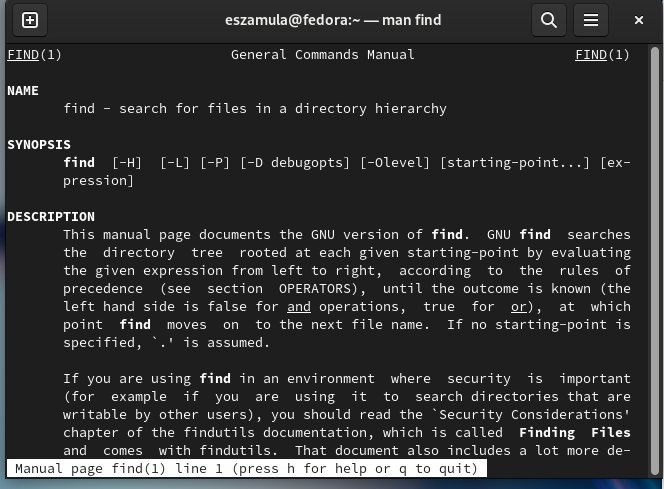 eszamula@fedora:~ — man find
FIND(1) General Commands Manual FIND(1)
NAME
find - search for files in a directory hierarchy
SYNOPSIS
find [-H] [-L] [-P] [-D debugopts] [-Olevel] [starting-point...] [ex-
pression]
DESCRIPTION
This manual page documents the GNU version of find. GNU find searches
the directory tree rooted at each given starting-point by evaluating
the given expression from left to right, according to the rules of
precedence (see section OPERATORS), until the outcome is known (the
left hand side is false for and operations, true for or), at which
point find moves on to the next file name. If no starting-point is
specified, `.' is assumed.
If you are using find in an environment where security is important
(for example if you are using it to search directories that are
writable by other users), you should read the `Security Considerations'
chapter of the findutils documentation, which is called Finding Files
and comes with findutils. That document also includes a lot more de-
Manual page find(1) line 1 (press h for help or q to quit)